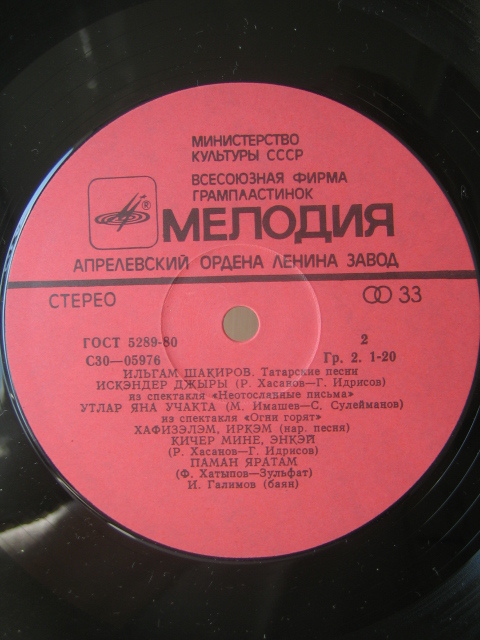 МИНИСТЕРСТВО
КУЛЬТУРЫ СССР
ВСЕСОЮЗНАЯ ФИРМА
ГРАМПЛАСТИНОК
®
МЕЛОДИЯ
АПРЕЛЕВСКИЙ ОРДЕНА ЛЕНИНА ЗАВОД
СТЕРЕО 33
ГОСТ 5289-80 2
С30—05976 Гр. 2. 1-20
ИЛЬГАМ ШАКИРОВ. Татарские песни
ИСКЭНДЕР ДЖЫРЫ (Р. Хасанов—Г. Идрисов)
из спектакля «Неотосланные письма»
УТЛАР ЯНА УЧАКТА (М. Имашев—С. Сулейманов)
из спектакля «Огни горят»
ХАФИЗЭЛЭМ, ИРКЭМ (нар. песня)
КИЧЕР МИНЕ, ЭНКЭЙ
(Р. Хасанов—Г. Идрисов)
ПАМАН ЯРАТАМ
(Ф. Хатыпов—Зульфат)
И. Галимов (баян)